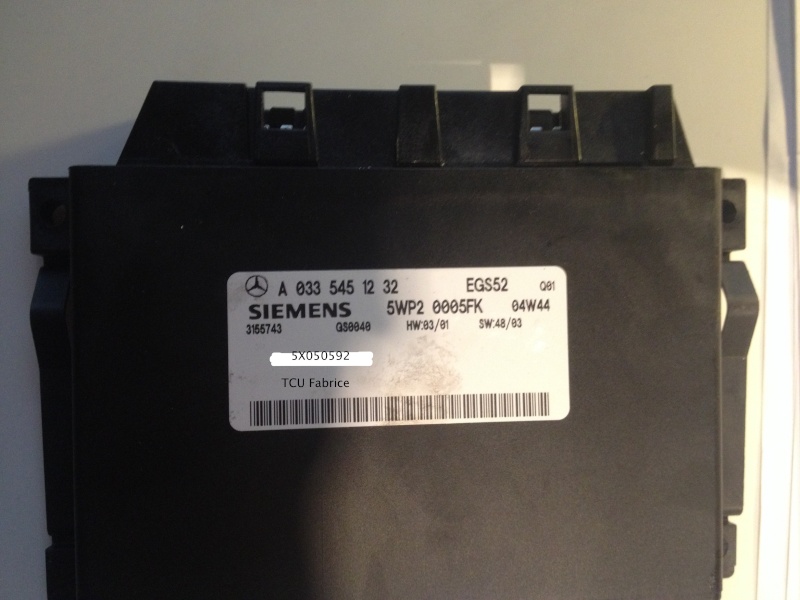 A 033 545 12 32 EGS52 Q01
SIEMENS 5WP2 0005FK 04W44
3155743 GS0040 HW:03/01 SW:48/03
5X050592
TCU Fabrice